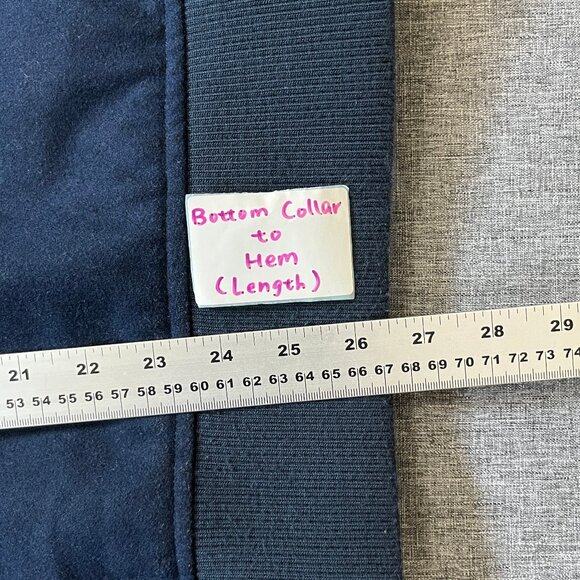 Bottom Collar
to
Hem
(Length)
21 22 23 24 25 26 27 28 29
53 54 55 56 57 58 59 60 61 62 63 64 65 66 67 68 69 70 71 72 73 74